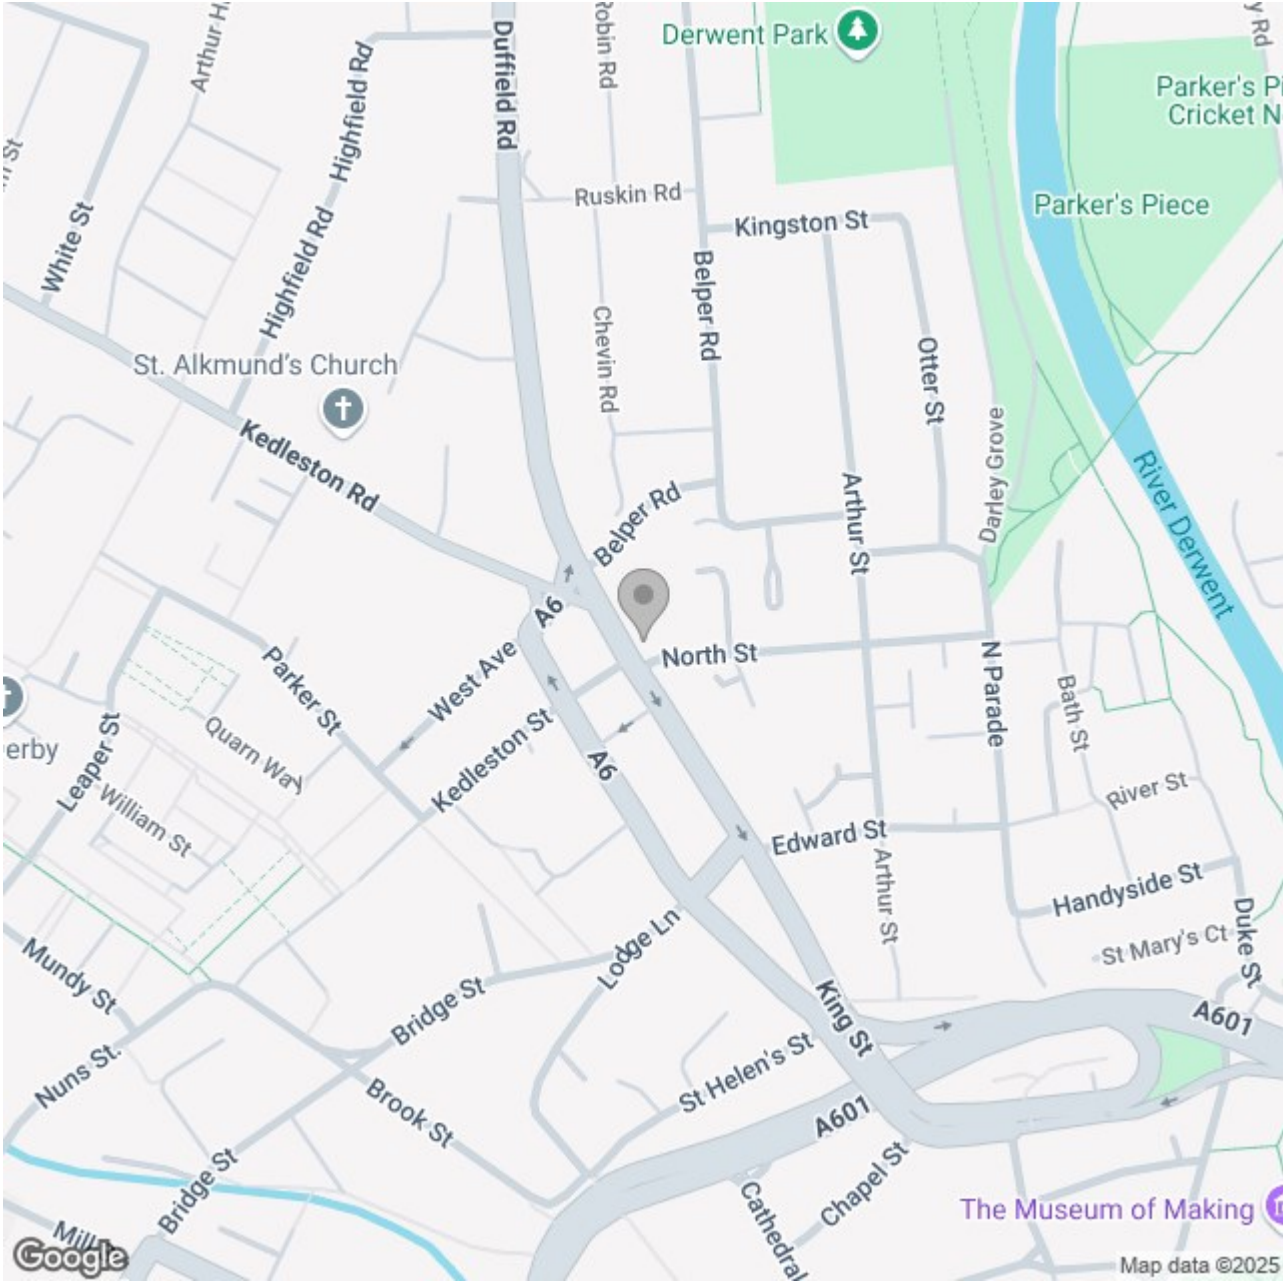 Derwent Park
Arthur H
Highfield Rd
Duffield Rd
Robin Rd
y Rd
Parker's Pi
Cricket N
Ruskin Rd
Parker's Piece
Kingston St
White St
Highfield Rd
Belper Rd
Chevin Rd
Otter St
St. Alkmund's Church
Kedleston Rd
Darley Grove
River Derwent
Belper Rd
Arthur St
A6
North St
N Parade
West Ave
Parker St
Bath St
Kedleston St
Quarn Way
erby
Leaper St
A6
William St
River St
Edward St
Arthur St
Handyside St
Duke St
St Mary's Ct
Lodge Ln
Mundy St
Bridge St
King St
A601
Nuns St.
St Helen's St
Brook St
A601
Chapel St
Bridge St
Cathedral
The Museum of Making
Mill
Google
Map data ©2025